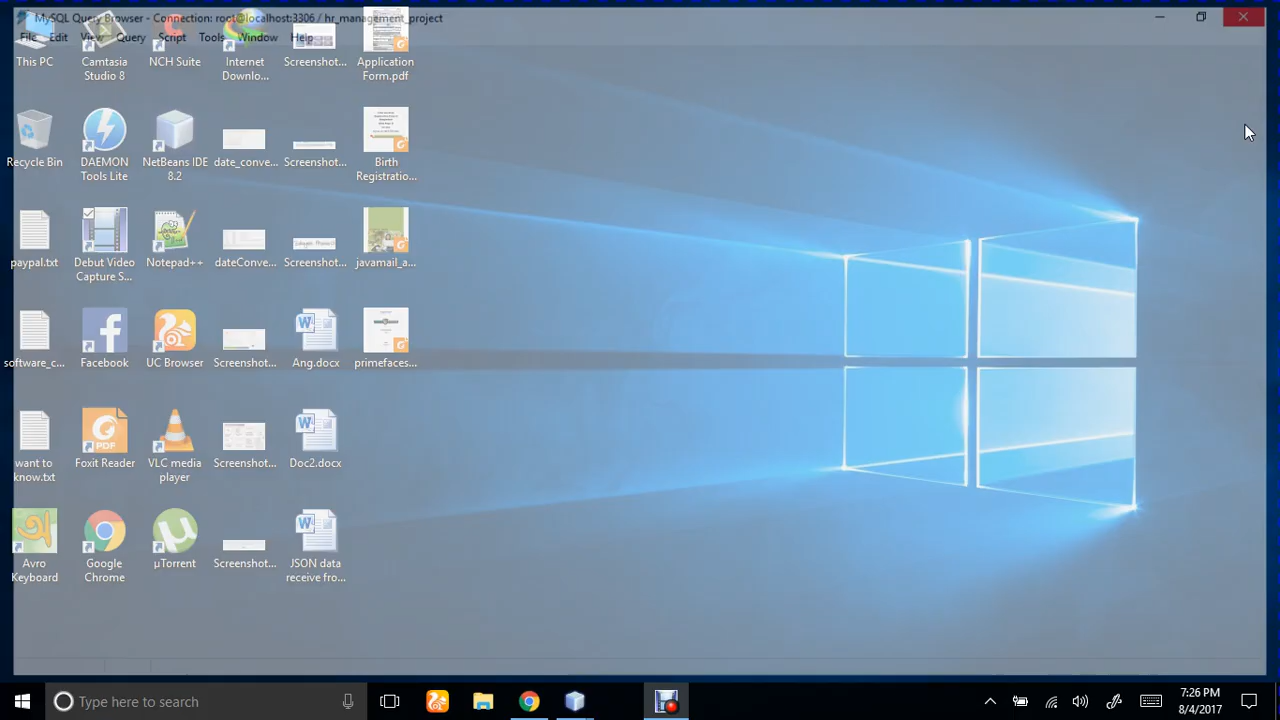 MySQL Query Browser - Connection: root@localhost:3306 / hr_management_project
File Edit View Query Script Tools Window Help
This PC
Camtasia Studio 8
NCH Suite
Internet Downlo...
Screenshot...
Application Form.pdf
Recycle Bin
DAEMON Tools Lite
NetBeans IDE 8.2
date_conve...
Screenshot...
Birth Registratio...
paypal.txt
Debut Video Capture S...
Notepad++
dateConve...
Screenshot...
javamail_a...
software_c...
Facebook
UC Browser
Screenshot...
Ang.docx
primefaces...
want to know.txt
Foxit Reader
VLC media player
Screenshot...
Doc2.docx
Avro Keyboard
Google Chrome
µTorrent
Screenshot...
JSON data receive fro...
Type here to search
7:26 PM
8/4/2017